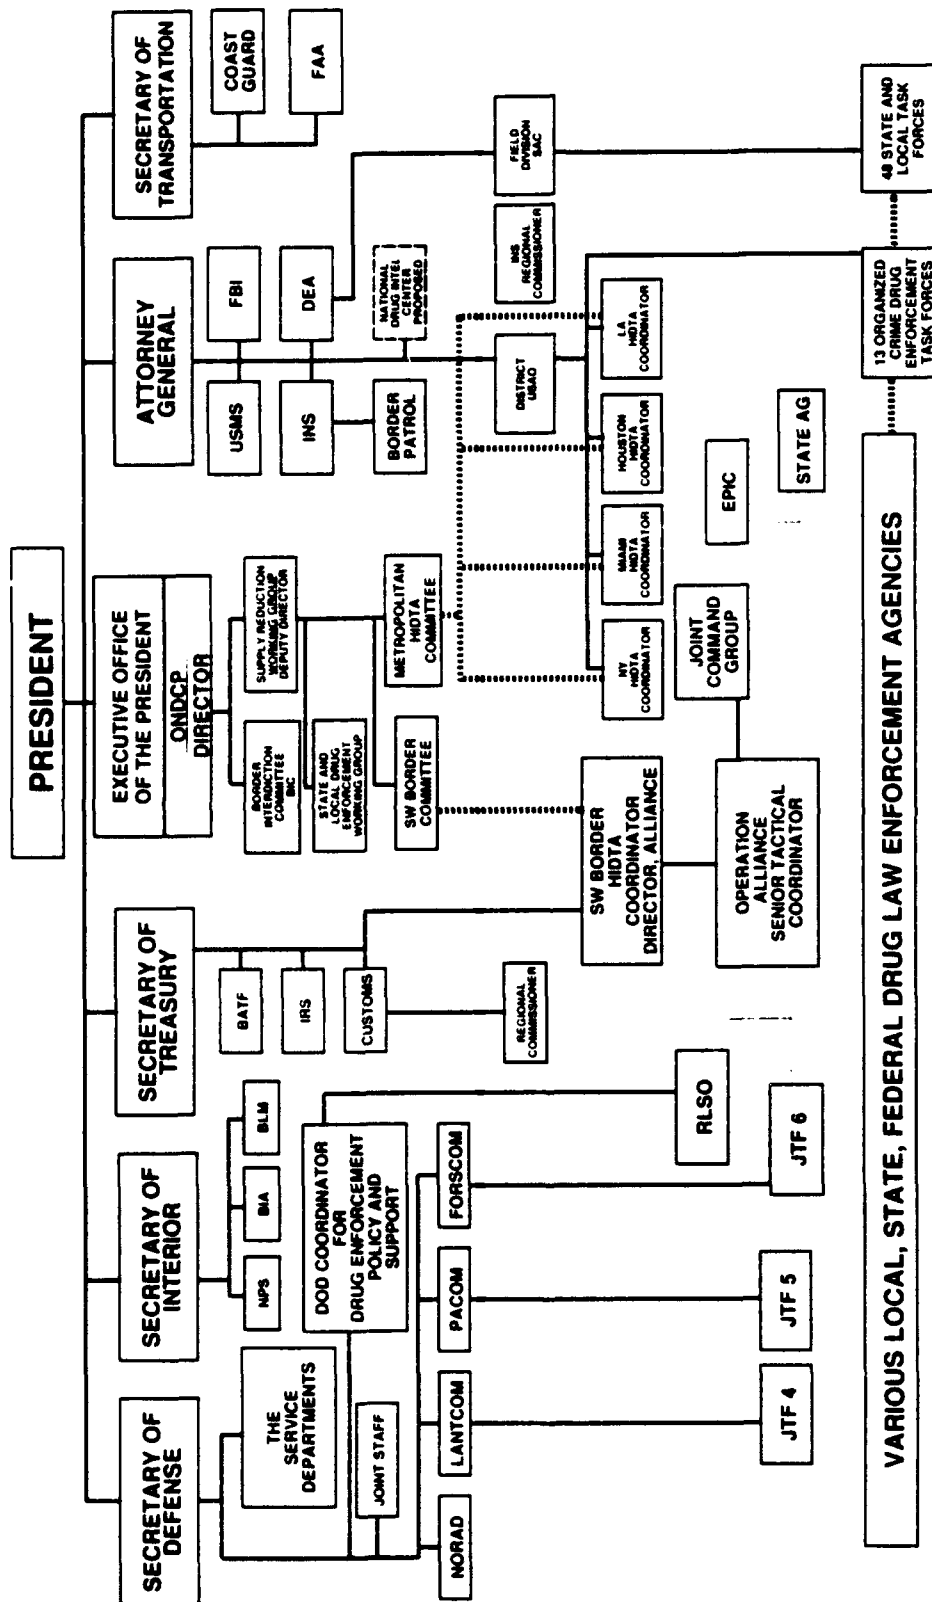 PRESIDENT
SECRETARY OF
DEFENSE
SECRETARY OF
INTERIOR
SECRETARY OF
TREASURY
EXECUTIVE OFFICE
OF THE PRESIDENT
ONDCP
DIRECTOR
ATTORNEY
GENERAL
SECRETARY OF
TRANSPORTATION
THE
SERVICE
DEPARTMENTS
JOINT STAFF
NORAD
LANTCOM
PACOM
FORSCOM
JTF 4
JTF 5
JTF 6
NPS
BIA
BLM
DOD COORDINATOR
FOR
DRUG ENFORCEMENT
POLICY AND
SUPPORT
RLSO
BATF
IRS
CUSTOMS
REGIONAL
COMMISSIONER
BORDER
INTERDICTION
COMMITTEE
BIC
SUPPLY REDUCTION
WORKING GROUP
DEPUTY DIRECTOR
STATE AND
LOCAL DRUG
ENFORCEMENT
WORKING GROUP
SW BORDER
COMMITTEE
METROPOLITAN
HIDTA
COMMITTEE
SW BORDER
HIDTA
COORDINATOR
DIRECTOR, ALLIANCE
OPERATION
ALLIANCE
SENIOR TACTICAL
COORDINATOR
JOINT
COMMAND
GROUP
EPIC
STATE AG
USMS
FBI
INS
DEA
BORDER
PATROL
NATIONAL
DRUG INTEL
CENTER
PROPOSED
DISTRICT
USAO
INS
REGIONAL
COMMISSIONER
FIELD
DIVISION
SAC
NY
HIDTA
COORDINATOR
MIAMI
HIDTA
COORDINATOR
HOUSTON
HIDTA
COORDINATOR
LA
HIDTA
COORDINATOR
COAST
GUARD
FAA
VARIOUS LOCAL, STATE, FEDERAL DRUG LAW ENFORCEMENT AGENCIES
13 ORGANIZED
CRIME DRUG
ENFORCEMENT
TASK FORCES
48 STATE AND
LOCAL TASK
FORCES